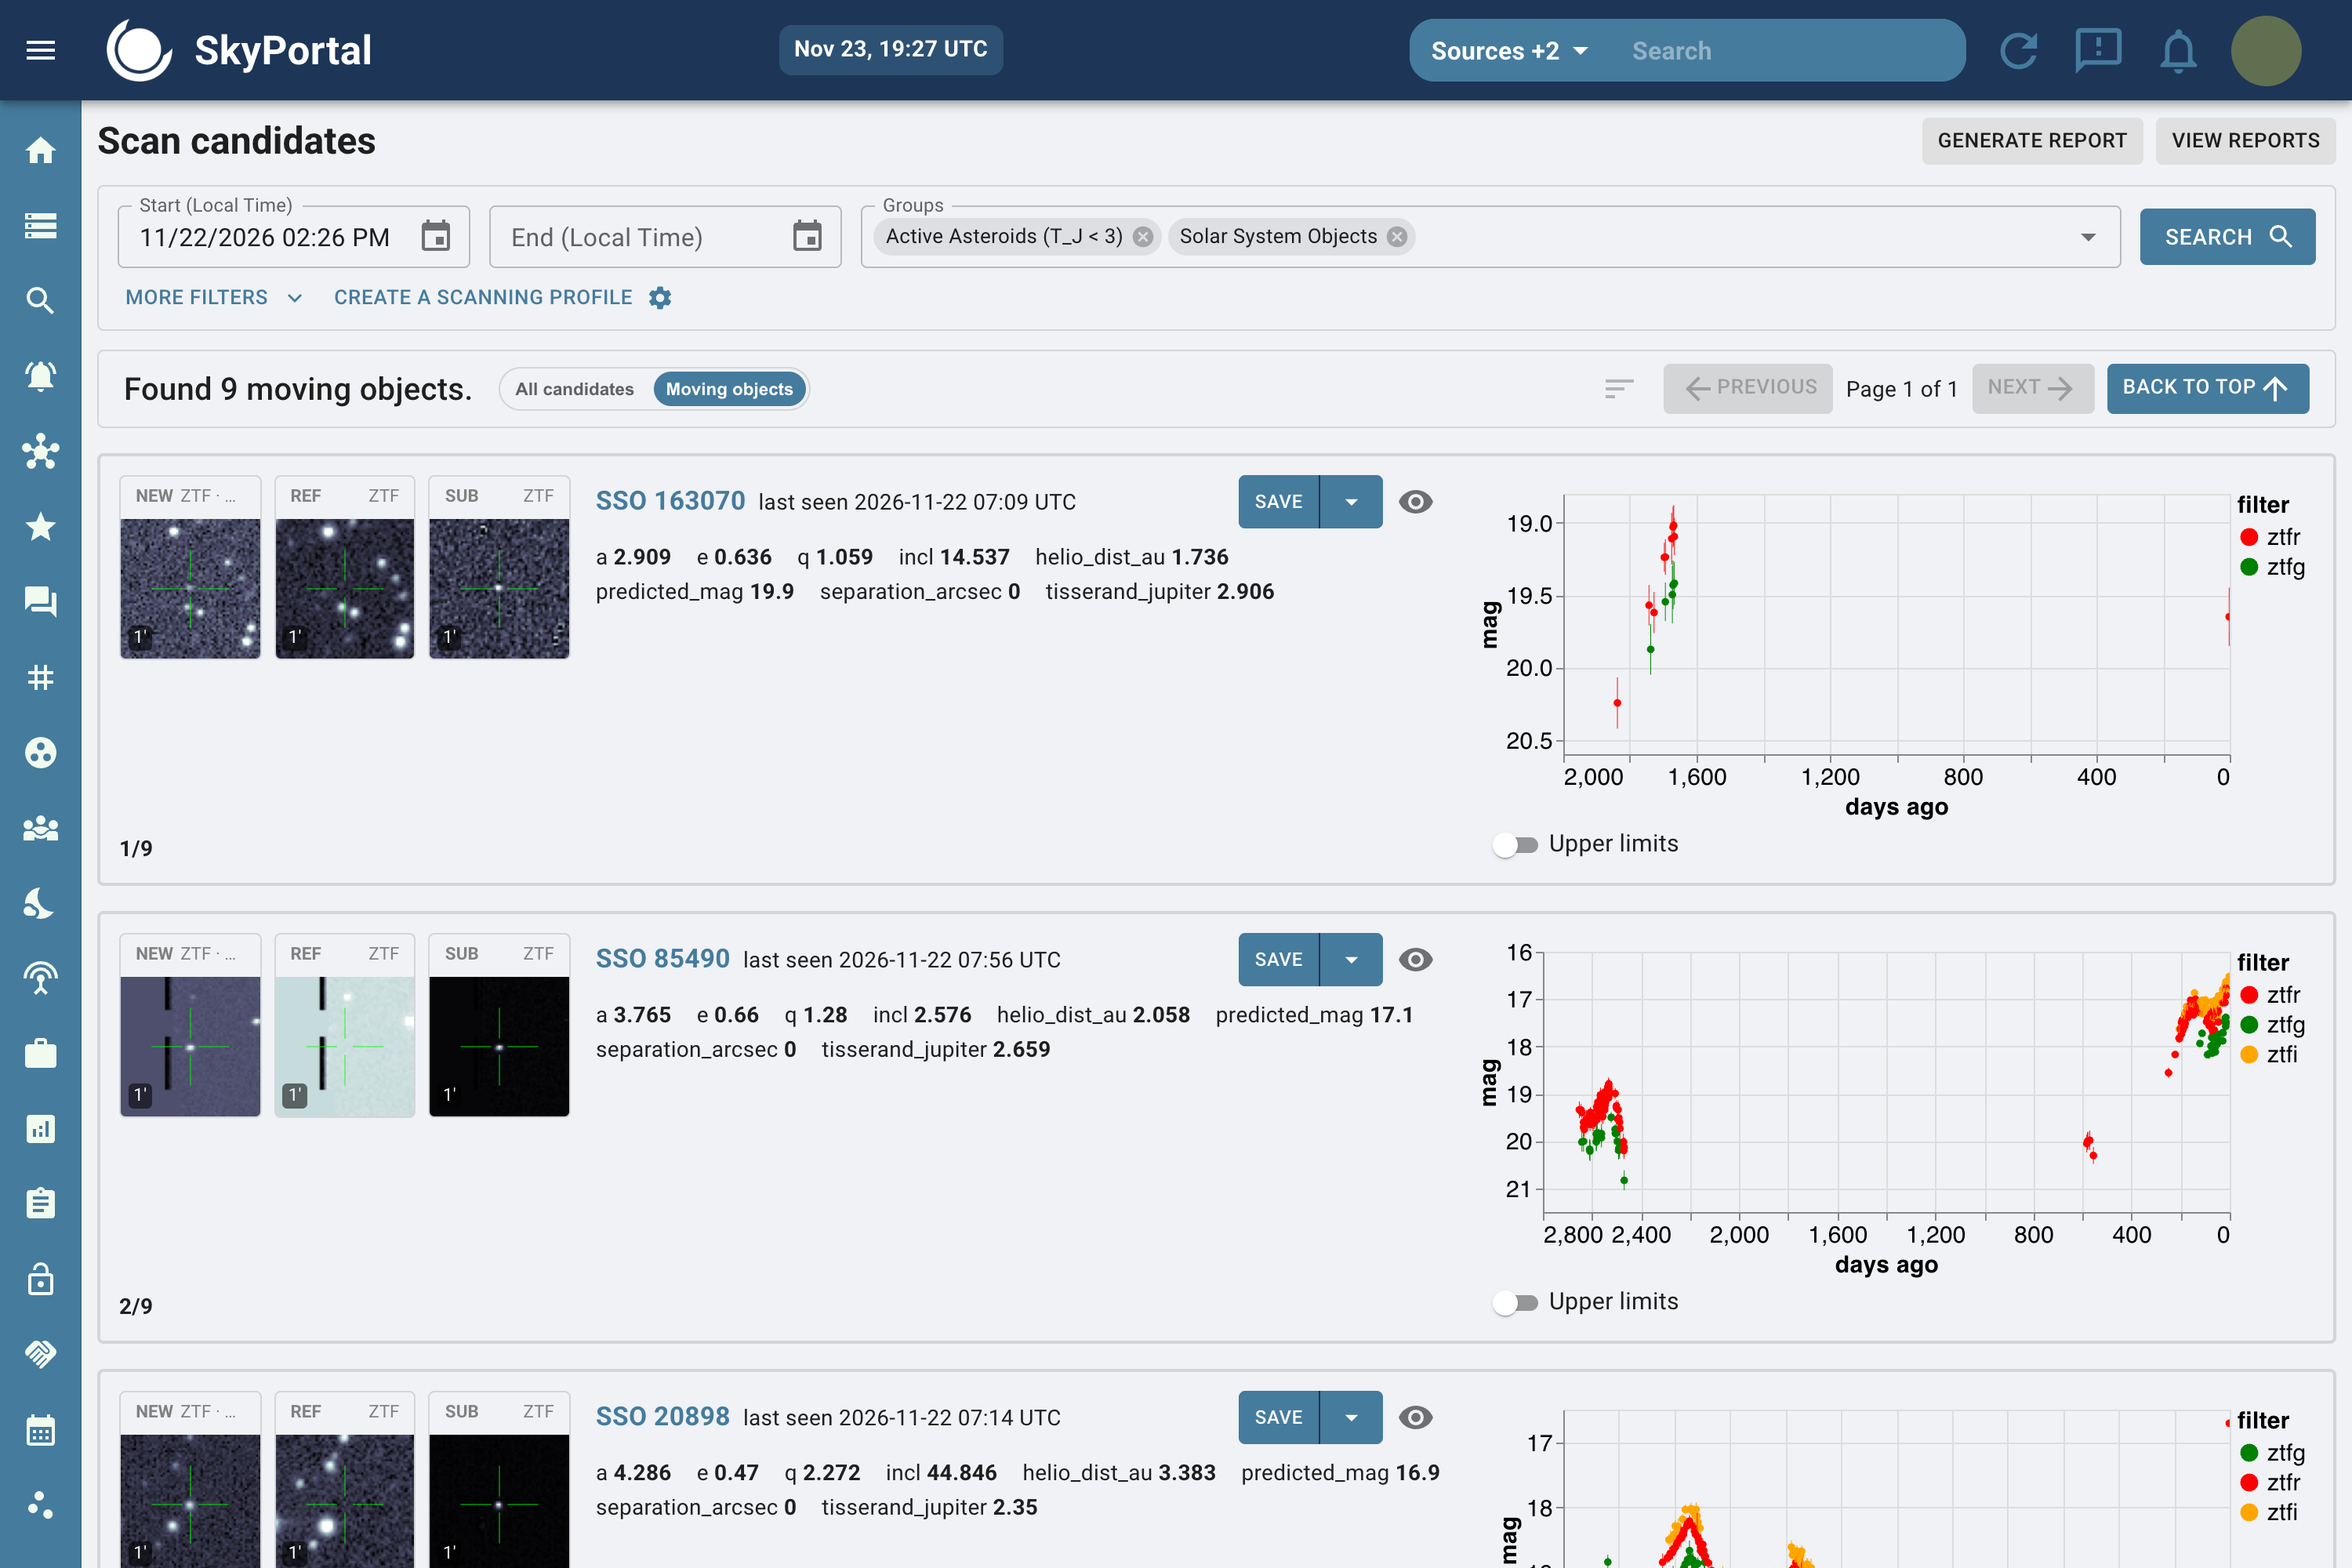 SkyPortal
Nov 23, 19:27 UTC
Sources +2
Search
Scan candidates
GENERATE REPORT
VIEW REPORTS
Start (Local Time)
11/22/2026 02:26 PM
End (Local Time)
Groups
Active Asteroids (T_J < 3)
Solar System Objects
SEARCH
MORE FILTERS
CREATE A SCANNING PROFILE
Found 9 moving objects.
All candidates
Moving objects
PREVIOUS
Page 1 of 1
NEXT
BACK TO TOP
NEW ZTF · ...
REF ZTF
SUB ZTF
1'
1'
1'
SSO 163070 last seen 2026-11-22 07:09 UTC
SAVE
a 2.909 e 0.636 q 1.059 incl 14.537 helio_dist_au 1.736
predicted_mag 19.9 separation_arcsec 0 tisserand_jupiter 2.906
1/9
mag
19.0
19.5
20.0
20.5
2,000 1,600 1,200 800 400 0
days ago
filter
ztfr
ztfg
Upper limits
NEW ZTF · ...
REF ZTF
SUB ZTF
1'
1'
1'
SSO 85490 last seen 2026-11-22 07:56 UTC
SAVE
a 3.765 e 0.66 q 1.28 incl 2.576 helio_dist_au 2.058 predicted_mag 17.1
separation_arcsec 0 tisserand_jupiter 2.659
2/9
mag
16
17
18
19
20
21
2,800 2,400 2,000 1,600 1,200 800 400 0
days ago
filter
ztfr
ztfg
ztfi
Upper limits
NEW ZTF · ...
REF ZTF
SUB ZTF
1'
1'
1'
SSO 20898 last seen 2026-11-22 07:14 UTC
SAVE
a 4.286 e 0.47 q 2.272 incl 44.846 helio_dist_au 3.383 predicted_mag 16.9
separation_arcsec 0 tisserand_jupiter 2.35
mag
17
18
filter
ztfg
ztfr
ztfi